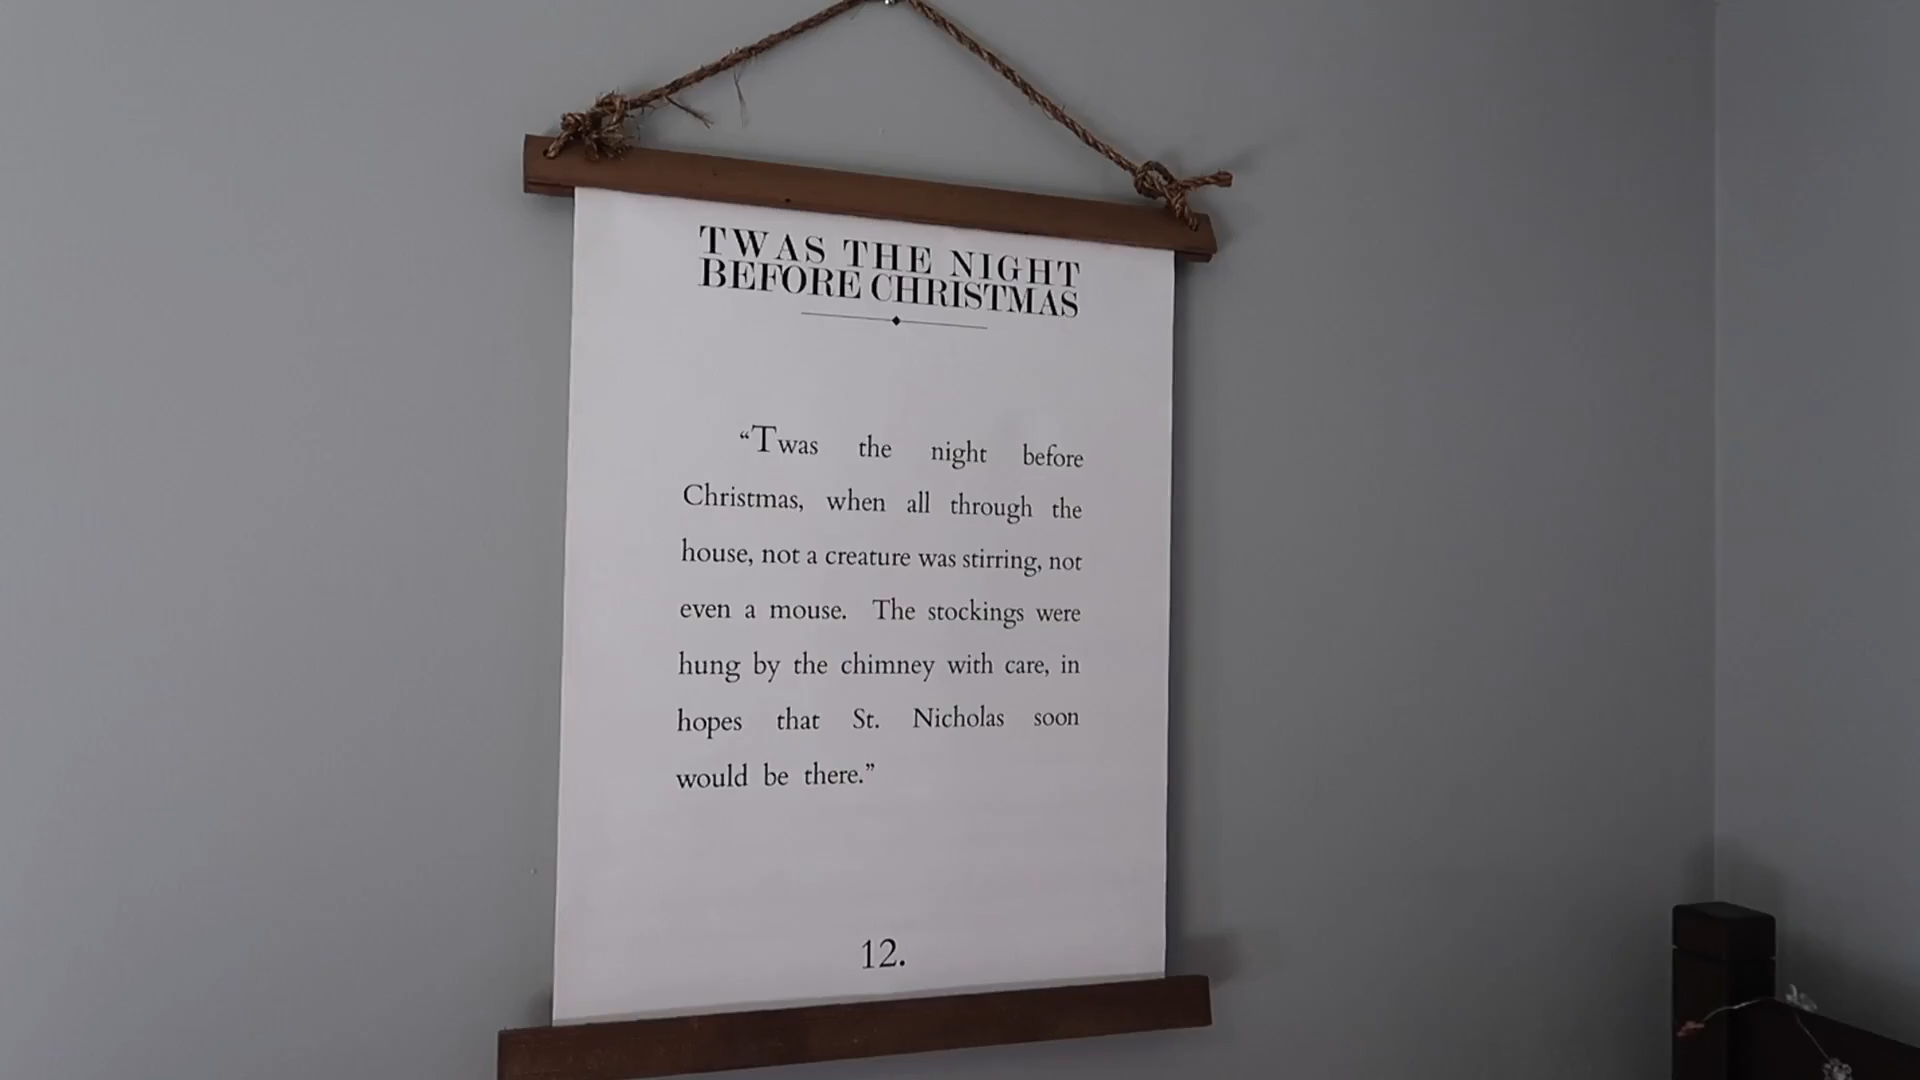 TWAS THE NIGHT
BEFORE CHRISTMAS
“Twas the night before
Christmas, when all through the
house, not a creature was stirring, not
even a mouse. The stockings were
hung by the chimney with care, in
hopes that St. Nicholas soon
would be there.”
12.